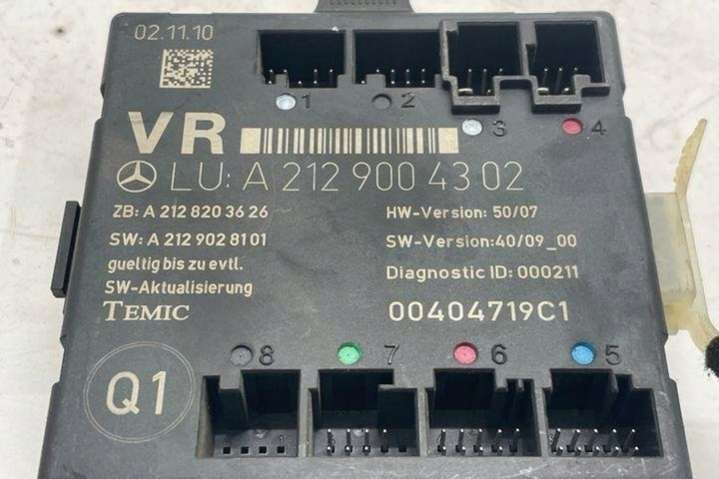 02.11.10
1 2 3 4
VR
LU: A 212 900 43 02
ZB: A 212 820 36 26
HW-Version: 50/07
SW: A 212 902 81 01
SW-Version:40/09_00
gueltig bis zu evtl.
Diagnostic ID: 000211
SW-Aktualisierung
TEMIC
00404719C1
8 7 6 5
Q1